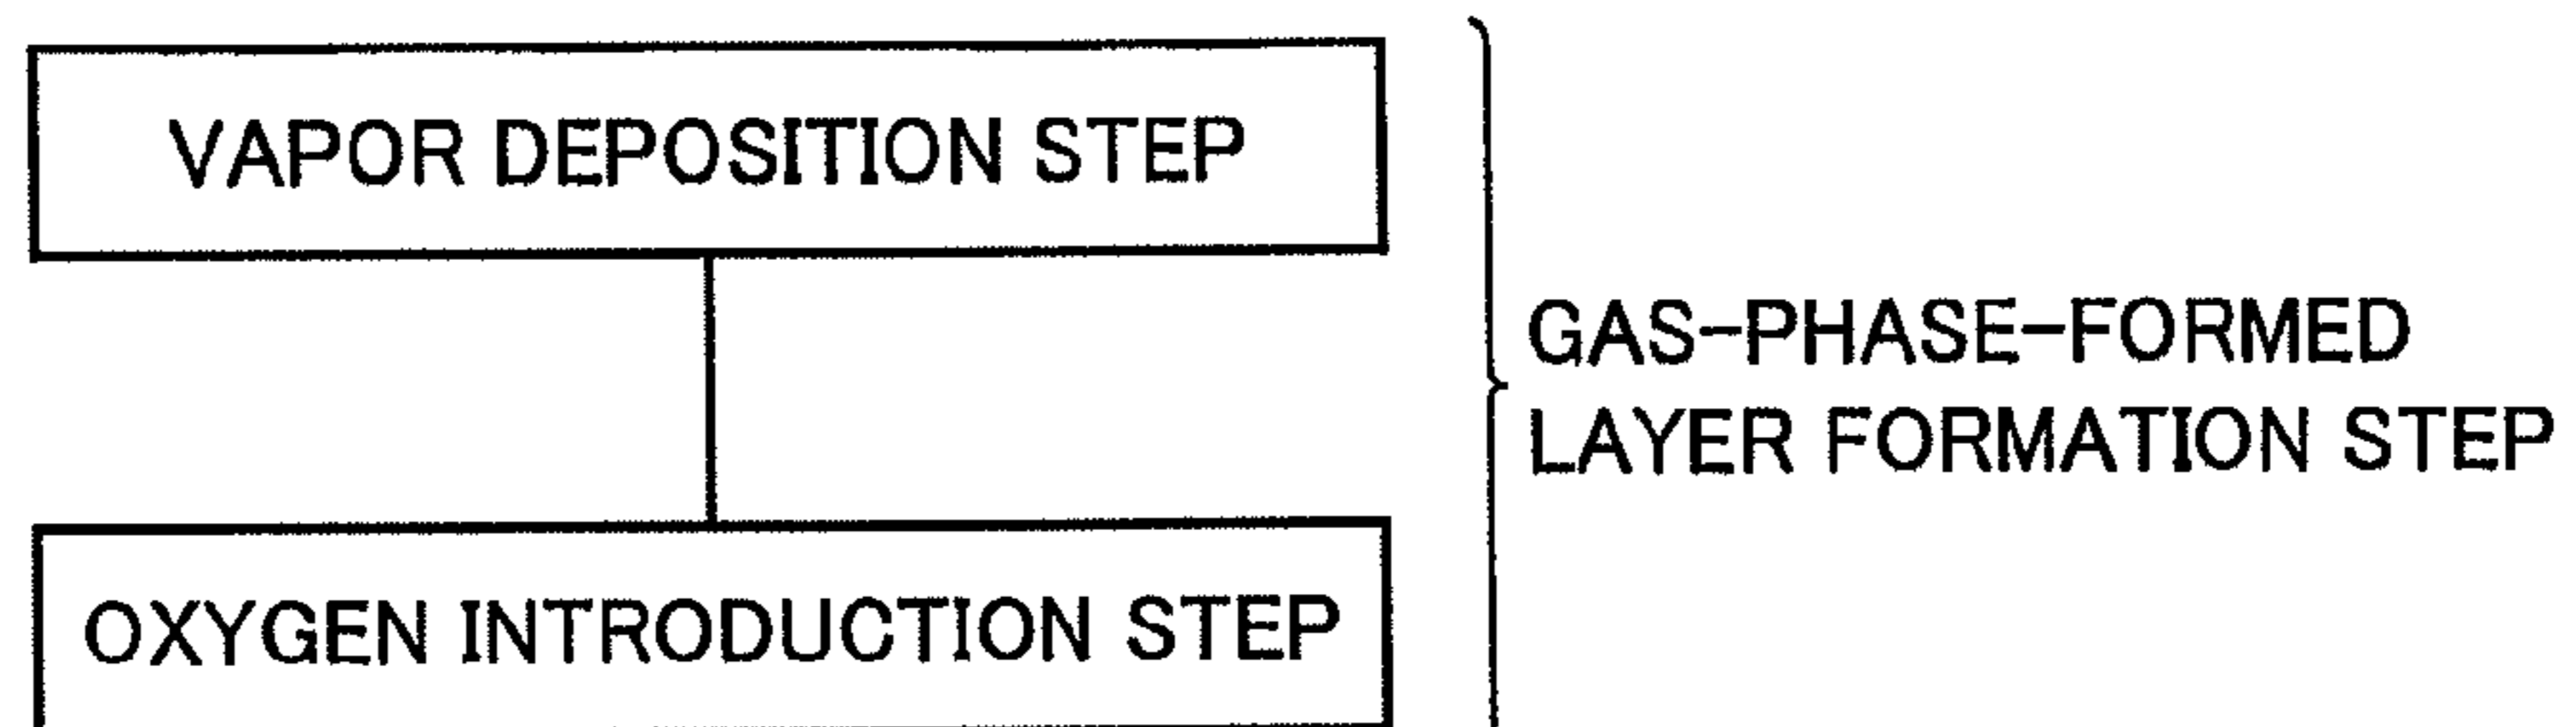 VAPOR DEPOSITION STEP
GAS-PHASE-FORMED
LAYER FORMATION STEP
OXYGEN INTRODUCTION STEP